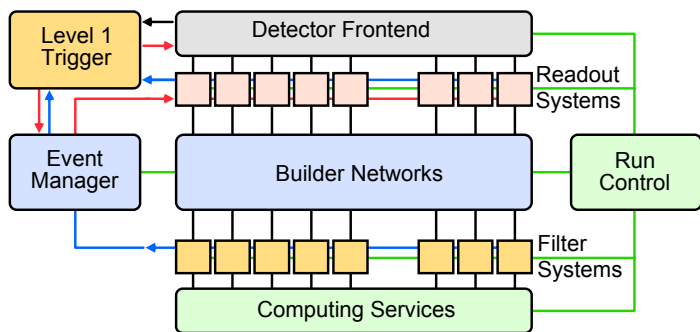 Level 1
Trigger
Detector Frontend
Readout
Systems
Event
Manager
Builder Networks
Run
Control
Filter
Systems
Computing Services